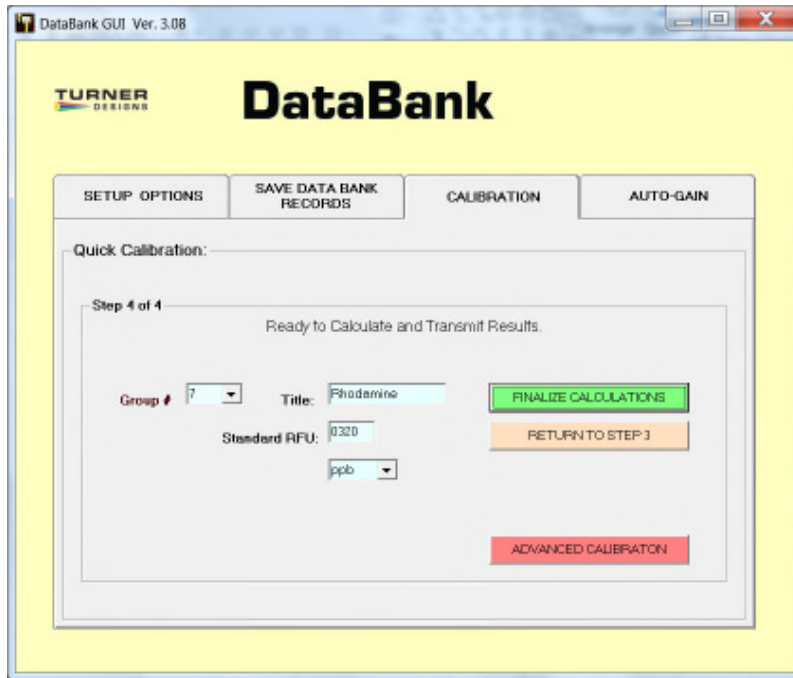 DataBank GUI Ver. 3.08
TURNER
DESIGNS
DataBank
SETUP OPTIONS
SAVE DATA BANK
RECORDS
CALIBRATION
AUTO-GAIN
Quick Calibration:
Step 4 of 4
Ready to Calculate and Transmit Results.
Group # 7 Title: Rhodamine FINALIZE CALCULATIONS
Standard RFU: 0320 RETURN TO STEP 3
ppb
ADVANCED CALIBRATON